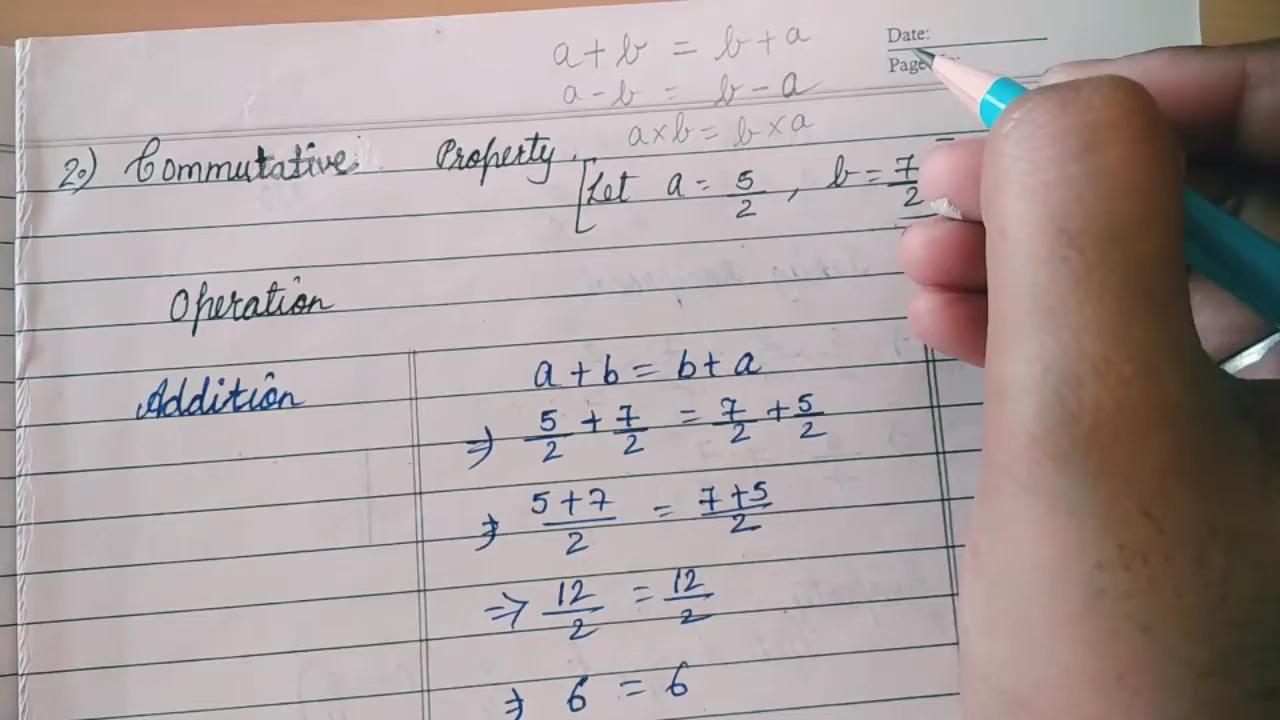 a + b = b + a
Date:
a - b = b - a
Page
a x b = b x a
2.) Commutative Property.
[Let a = 5/2 , b = 7/2
Operation
Addition
a + b = b + a
⇒ 5/2 + 7/2 = 7/2 + 5/2
⇒ 5+7/2 = 7+5/2
⇒ 12/2 = 12/2
⇒ 6 = 6